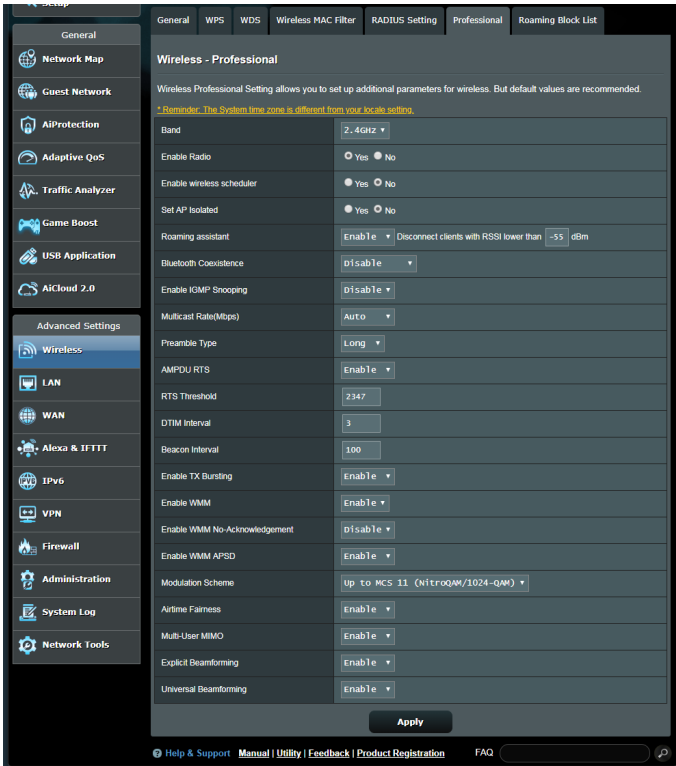 Setup
General
Network Map
Guest Network
AiProtection
Adaptive QoS
Traffic Analyzer
Game Boost
USB Application
AiCloud 2.0
Advanced Settings
Wireless
LAN
WAN
Alexa & IFTTT
IPv6
VPN
Firewall
Administration
System Log
Network Tools
General WPS WDS Wireless MAC Filter RADIUS Setting Professional Roaming Block List
Wireless - Professional
Wireless Professional Setting allows you to set up additional parameters for wireless. But default values are recommended.
* Reminder: The System time zone is different from your locale setting.
Band 2.4GHz
Enable Radio Yes No
Enable wireless scheduler Yes No
Set AP Isolated Yes No
Roaming assistant Enable Disconnect clients with RSSI lower than -55 dBm
Bluetooth Coexistence Disable
Enable IGMP Snooping Disable
Multicast Rate(Mbps) Auto
Preamble Type Long
AMPDU RTS Enable
RTS Threshold 2347
DTIM Interval 3
Beacon Interval 100
Enable TX Bursting Enable
Enable WMM Enable
Enable WMM No-Acknowledgement Disable
Enable WMM APSD Enable
Modulation Scheme Up to MCS 11 (NitroQAM/1024-QAM)
Airtime Fairness Enable
Multi-User MIMO Enable
Explicit Beamforming Enable
Universal Beamforming Enable
Apply
? Help & Support Manual | Utility | Feedback | Product Registration FAQ